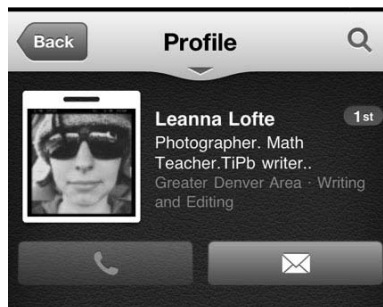 Back
Profile
Leanna Lofte
1st
Photographer. Math
Teacher.TiPb writer..
Greater Denver Area · Writing
and Editing